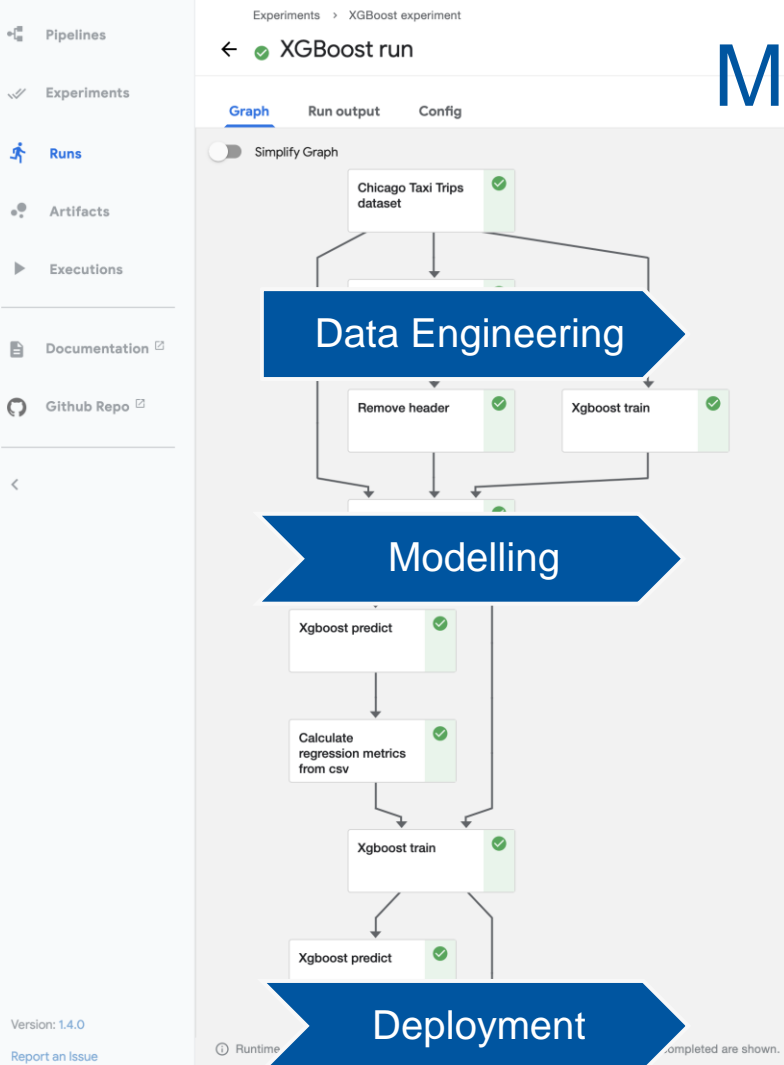 Experiments > XGBoost experiment
Pipelines
XGBoost run
M
Experiments
Graph Run output Config
Runs
Simplify Graph
Chicago Taxi Trips
dataset
Artifacts
Executions
Data Engineering
Documentation
Github Repo
Remove header
Xgboost train
Modelling
Xgboost predict
Calculate
regression metrics
from csv
Xgboost train
Xgboost predict
Deployment
Version: 1.4.0
Runtime
completed are shown.
Report an Issue